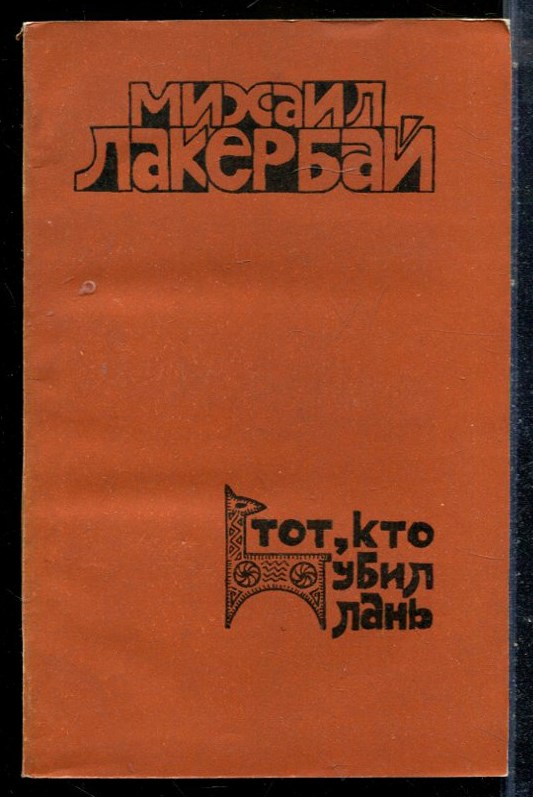 михаил
лакербай
тот, кто
убил
лань